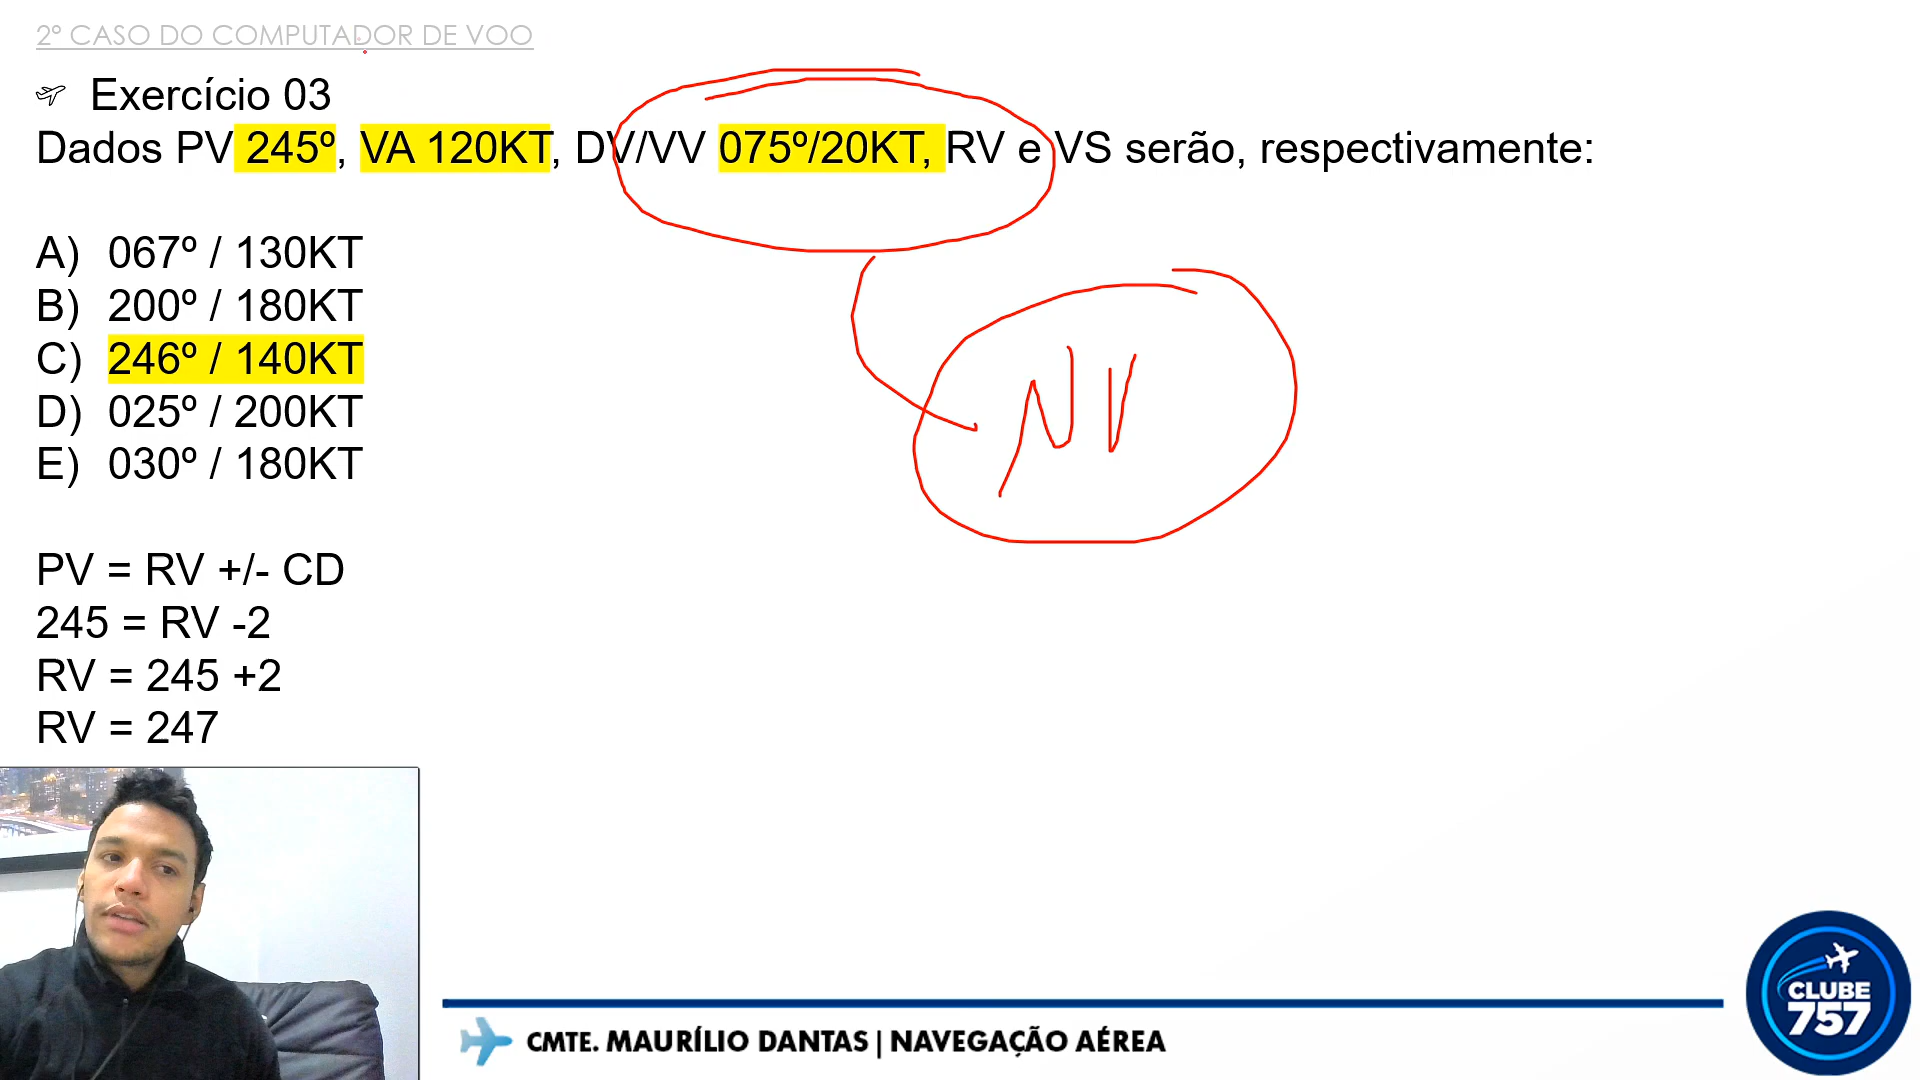 2º CASO DO COMPUTADOR DE VOO
Exercício 03
Dados PV 245º, VA 120KT, DV/VV 075º/20KT, RV e VS serão, respectivamente:
A) 067º / 130KT
B) 200º / 180KT
C) 246º / 140KT
D) 025º / 200KT
E) 030º / 180KT
NV
PV = RV +/- CD
245 = RV -2
RV = 245 +2
RV = 247
CMTE. MAURÍLIO DANTAS | NAVEGAÇÃO AÉREA
CLUBE
757